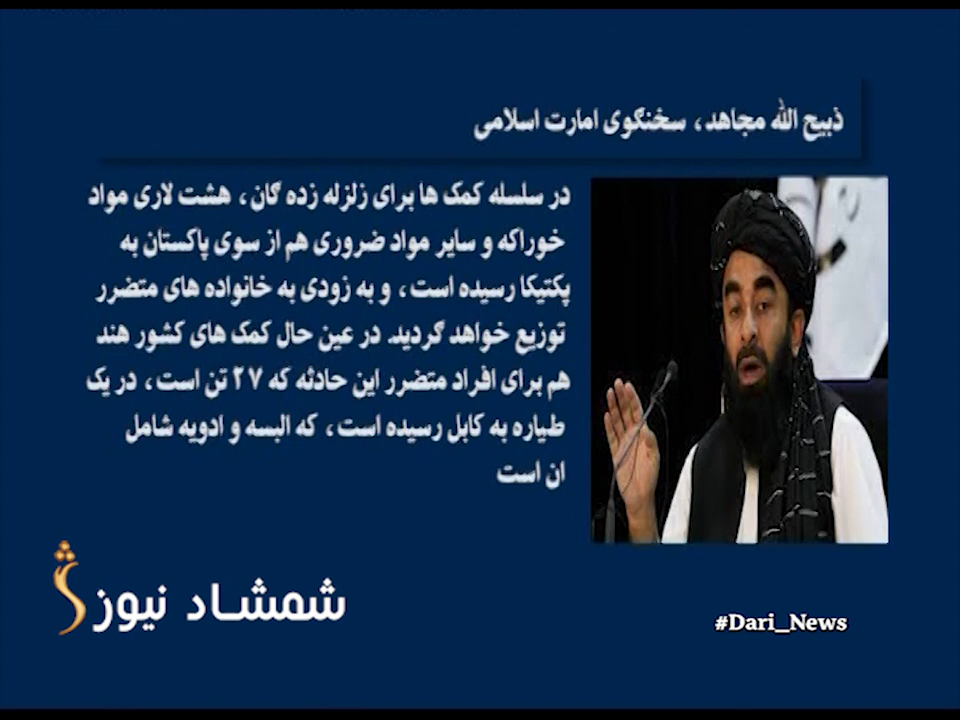 ذبیح الله مجاهد، سخنگوی امارت اسلامی
در سلسله کمک ها برای زلزله زده گان، هشت لاری مواد
خوراکه و سایر مواد ضروری هم از سوی پاکستان به
پکتیکا رسیده است، و به زودی به خانواده های متضرر
توزیع خواهد گردید. در عین حال کمک های کشور هند
هم برای افراد متضرر این حادثه که ۲۷ تن است، در یک
طیاره به کابل رسیده است، که البسه و ادویه شامل
ان است
شمشاد نیوز
#Dari_News